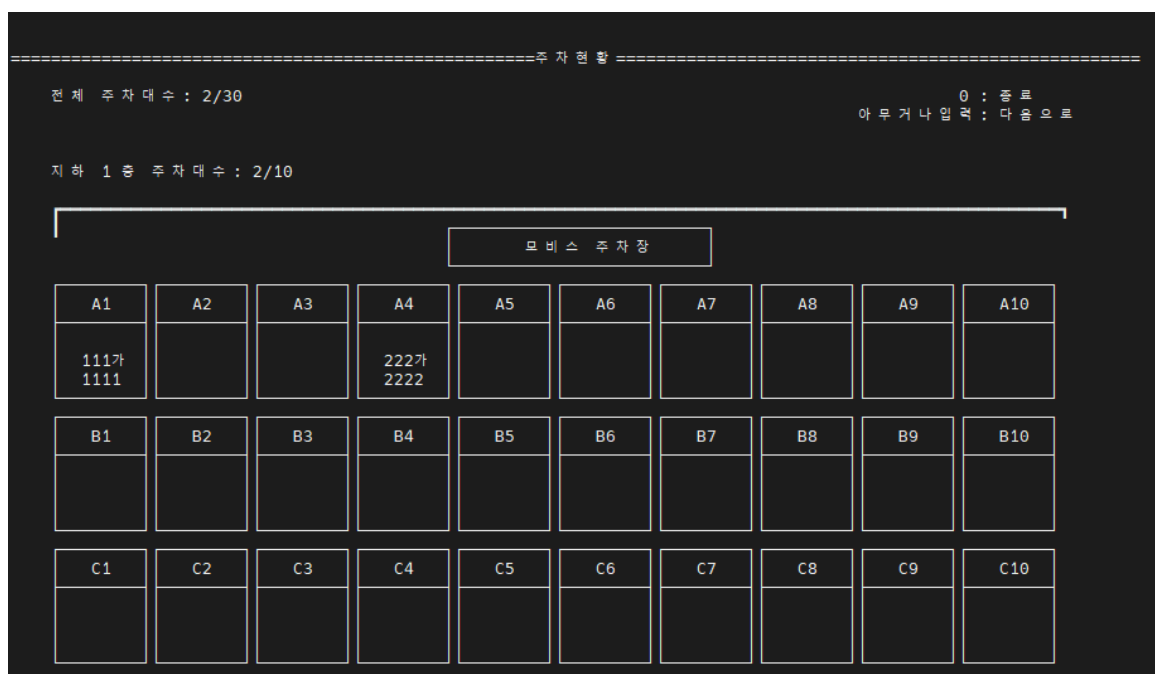 ===================================================주차현황===================================================
전체 주차대수: 2/30
0 : 종료
아무거나입력: 다음으로
지하 1층 주차대수: 2/10
모비스 주차장
A1 A2 A3 A4 A5 A6 A7 A8 A9 A10
111가 222가
1111 2222
B1 B2 B3 B4 B5 B6 B7 B8 B9 B10
C1 C2 C3 C4 C5 C6 C7 C8 C9 C10